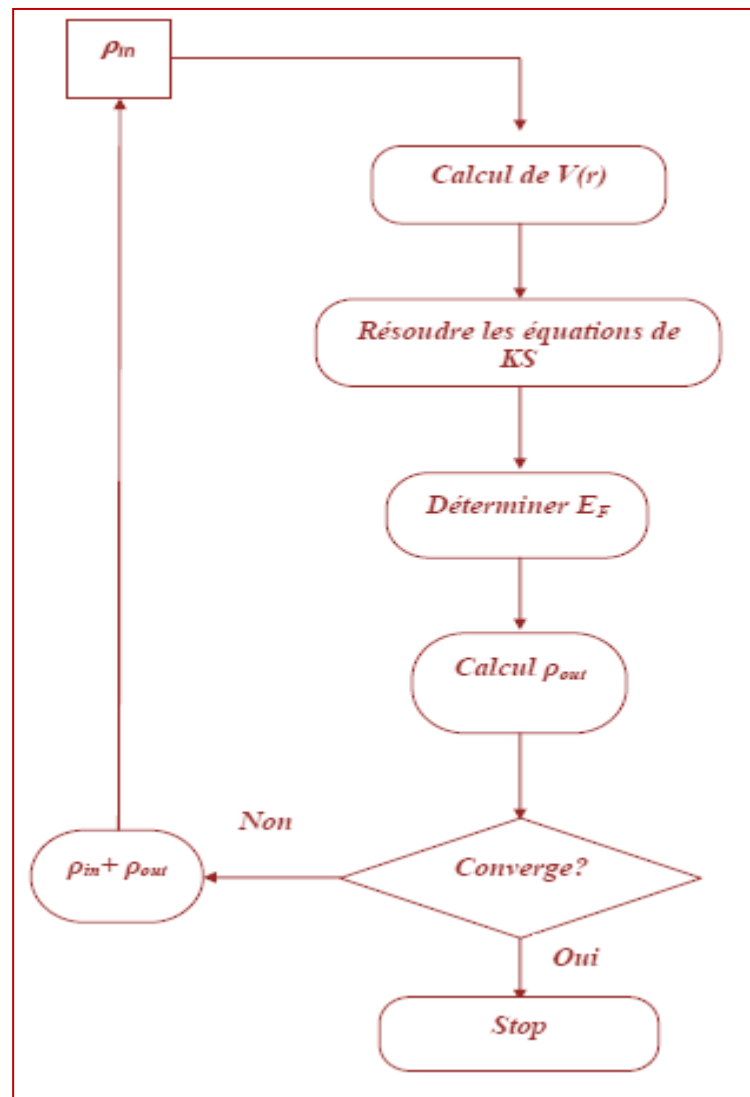 ρin
Calcul de V(r)
Résoudre les équations de
KS
Déterminer EF
Calcul ρout
Converge?
Non
ρin+ ρout
Oui
Stop